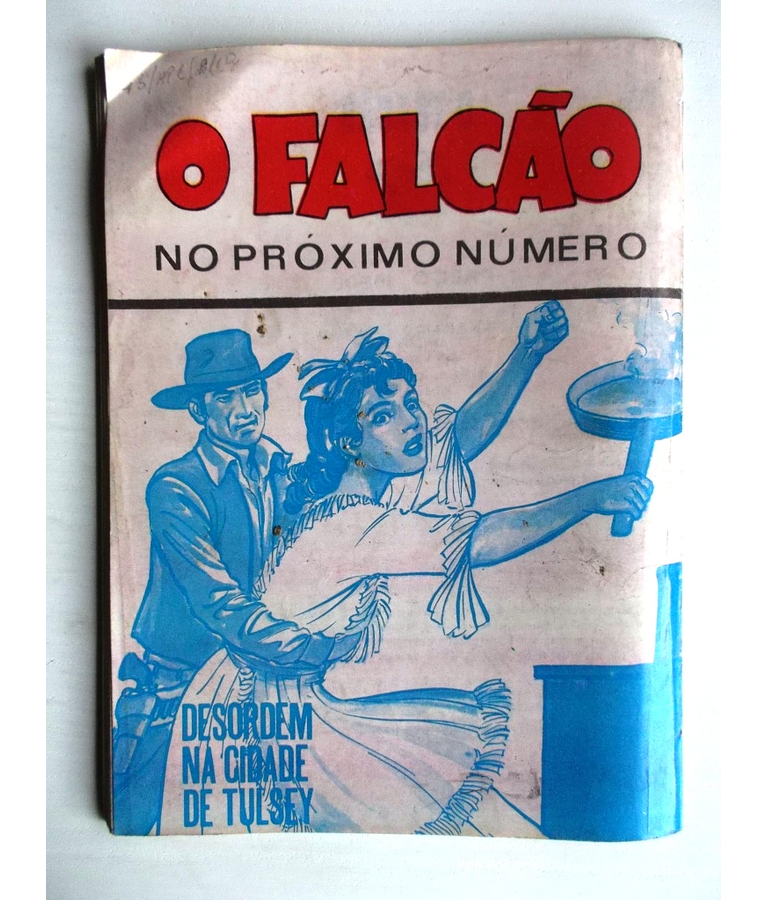 O FALCÃO
NO PRÓXIMO NÚMERO
DESORDEM
NA CIDADE
DE TULSEY